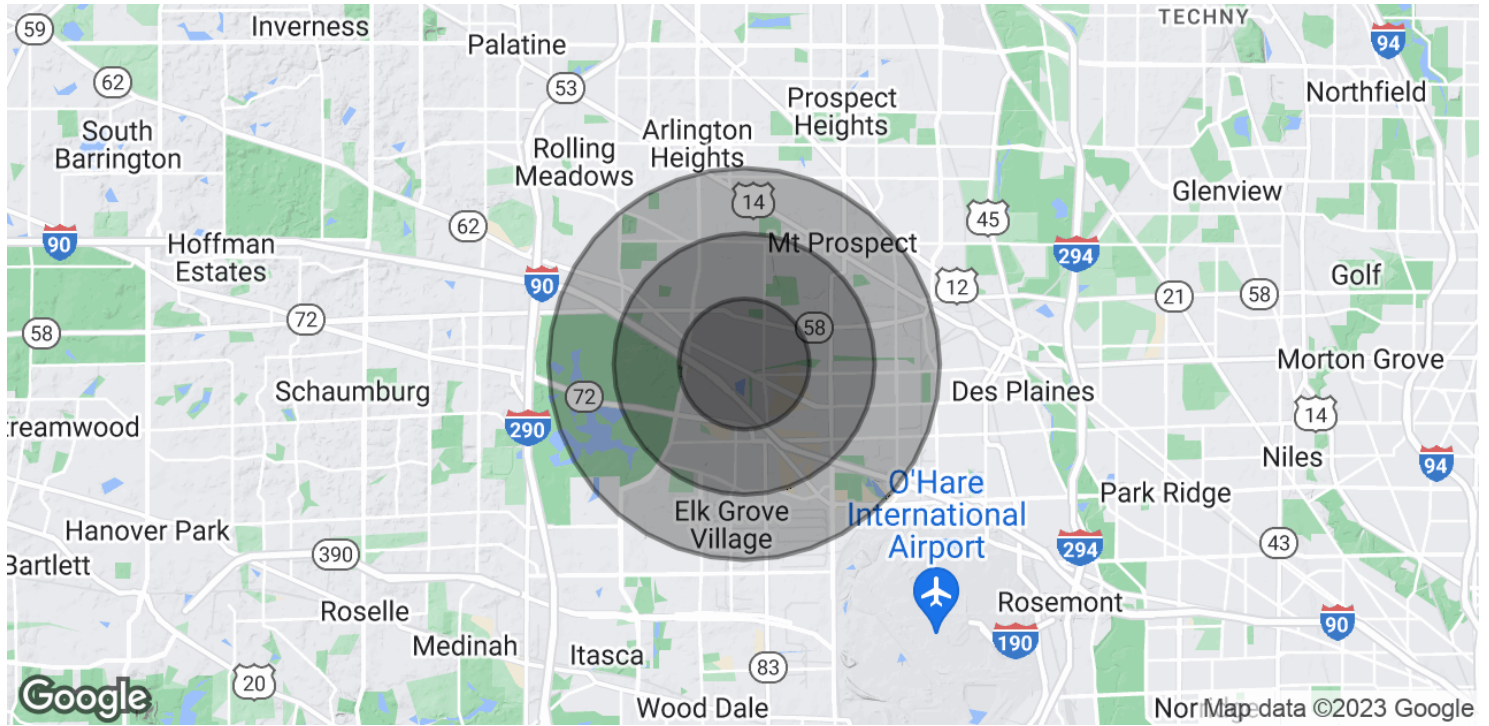 TECHNY
59
Inverness
Palatine
94
62
53
Northfield
Prospect
Heights
South
Barrington
Arlington
Heights
Rolling
Meadows
Glenview
14
45
62
90
Hoffman
Estates
Mt Prospect
294
Golf
90
12
21
58
72
58
58
Morton Grove
Schaumburg
72
Des Plaines
14
treamwood
290
Niles
94
O'Hare
International
Airport
Park Ridge
Elk Grove
Village
Hanover Park
390
294
43
Bartlett
Roselle
Rosemont
90
Medinah
190
Itasca
83
20
Google
Wood Dale
Nor
Map data ©2023 Google